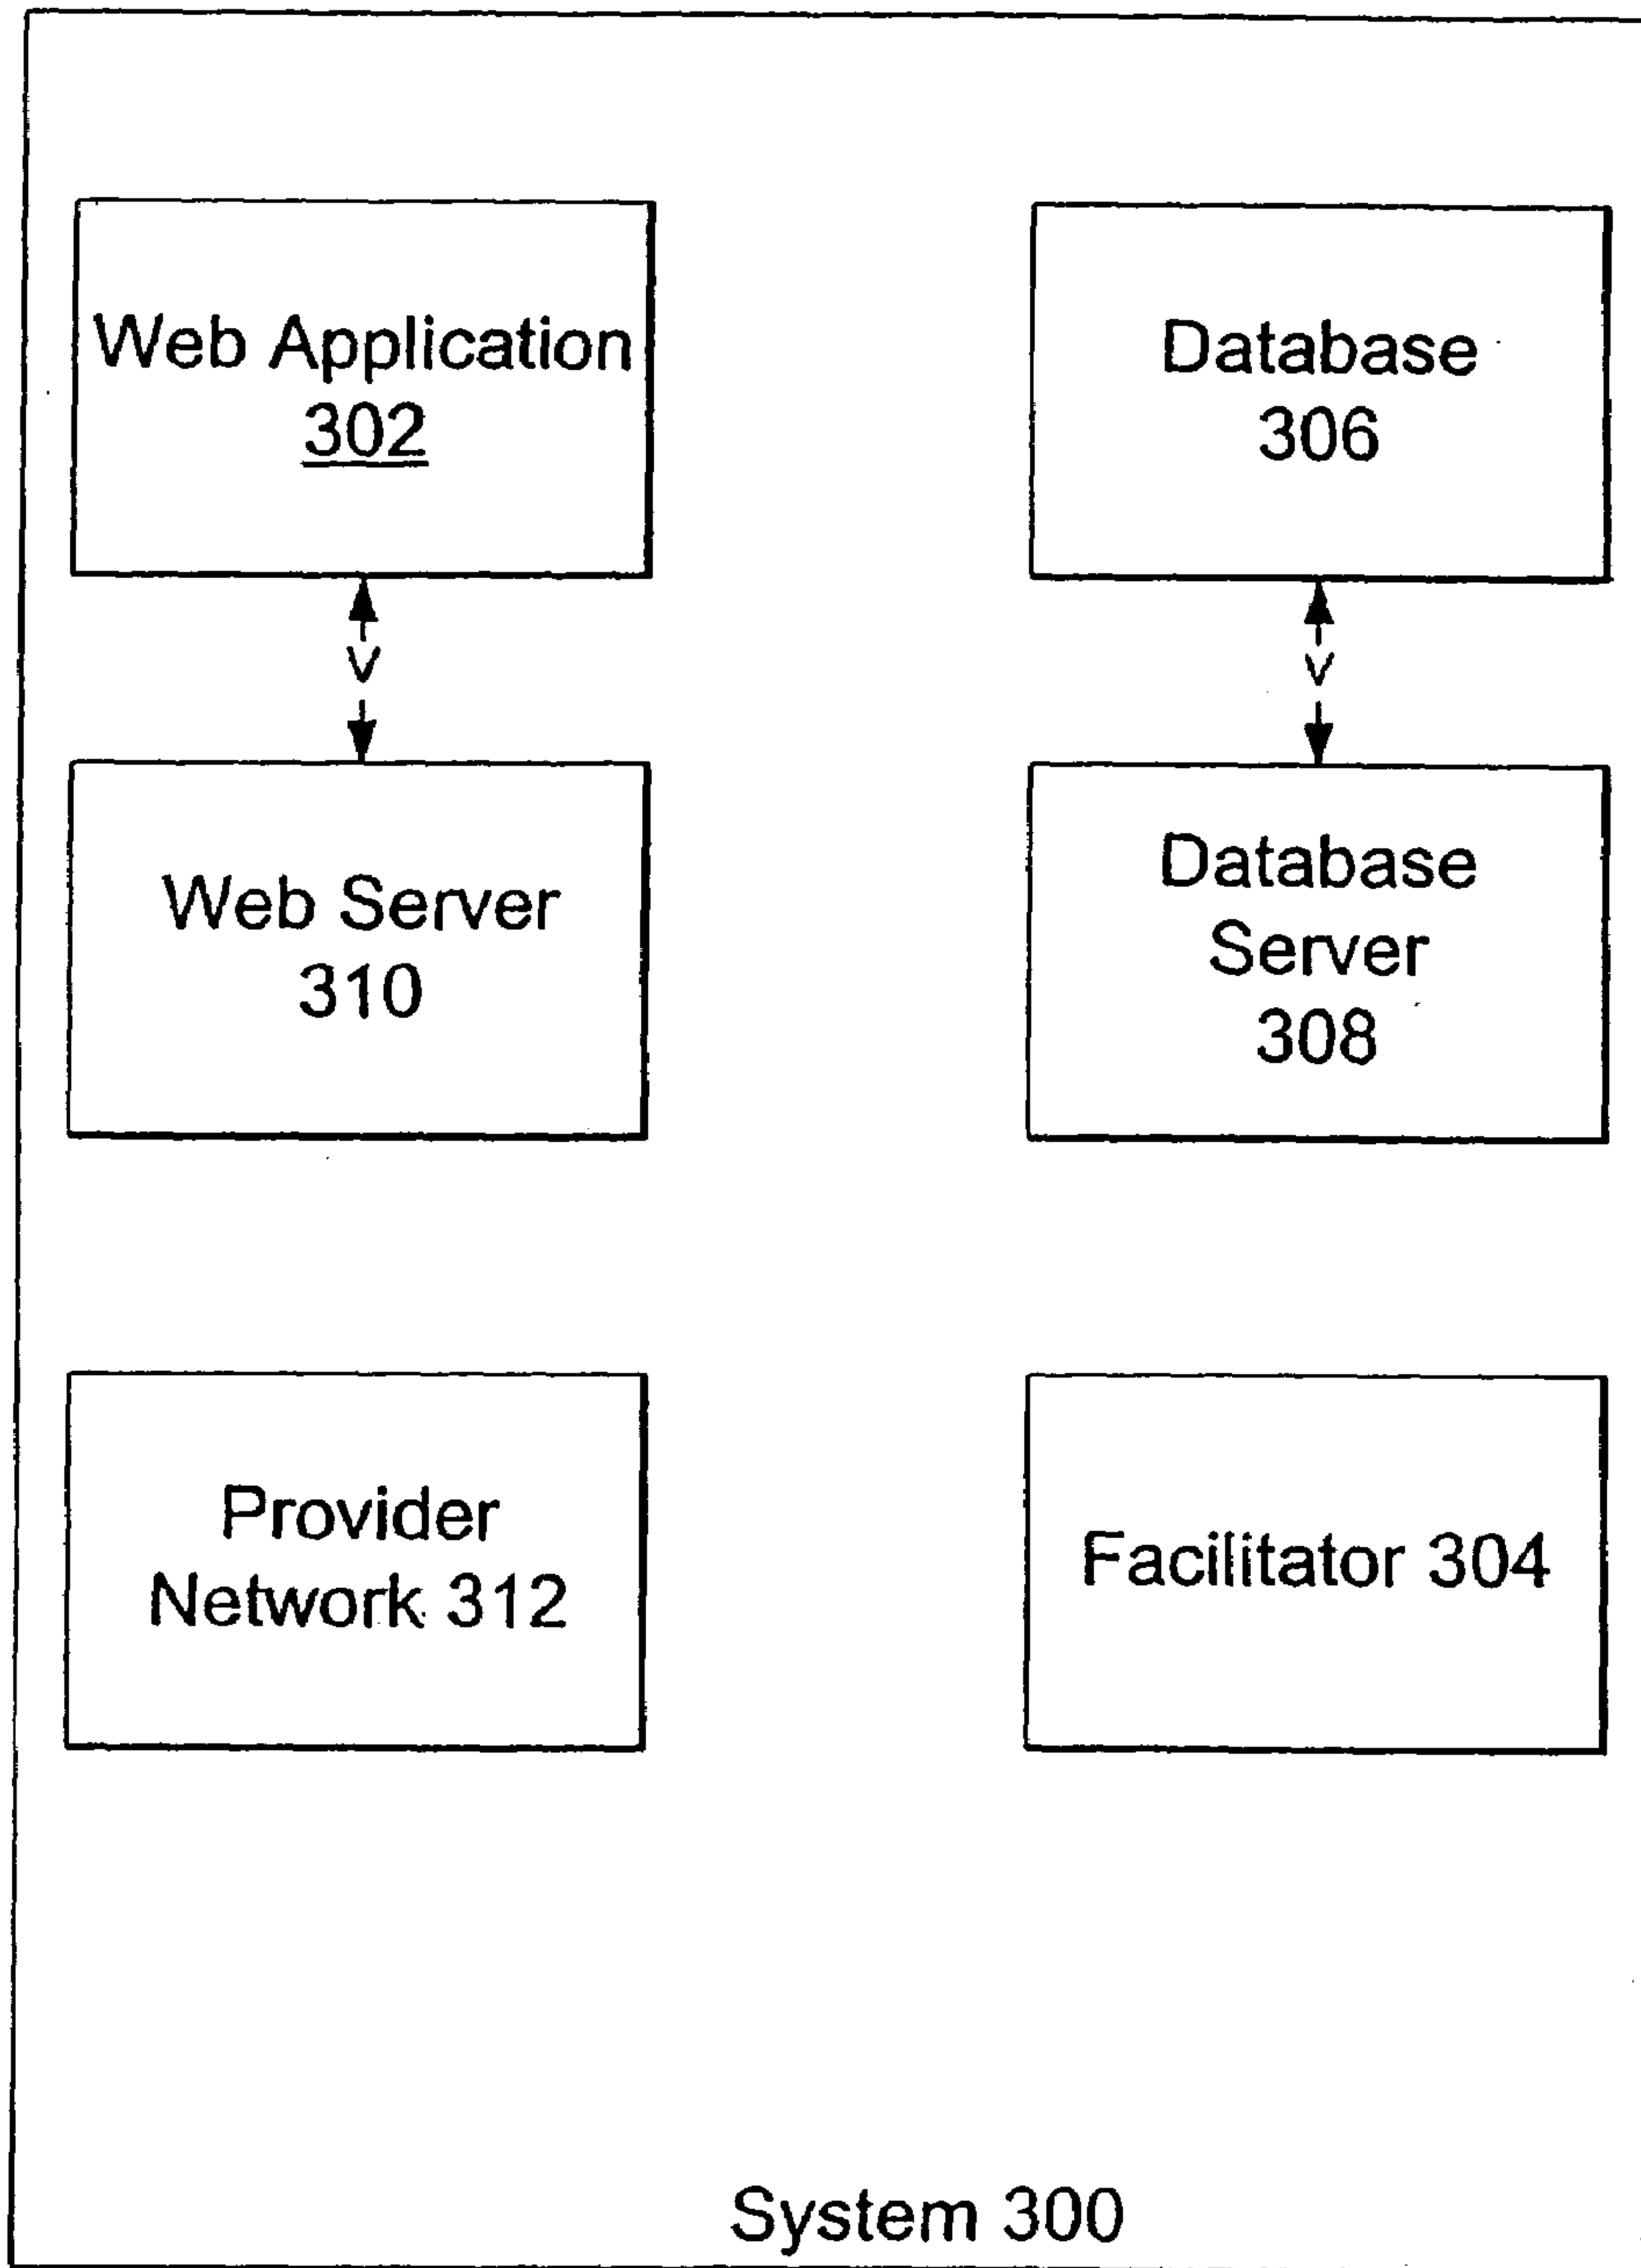 Web Application
302
Database
306
V
V
Web Server
310
Database
Server
308
Provider
Network 312
Facilitator 304
System 300